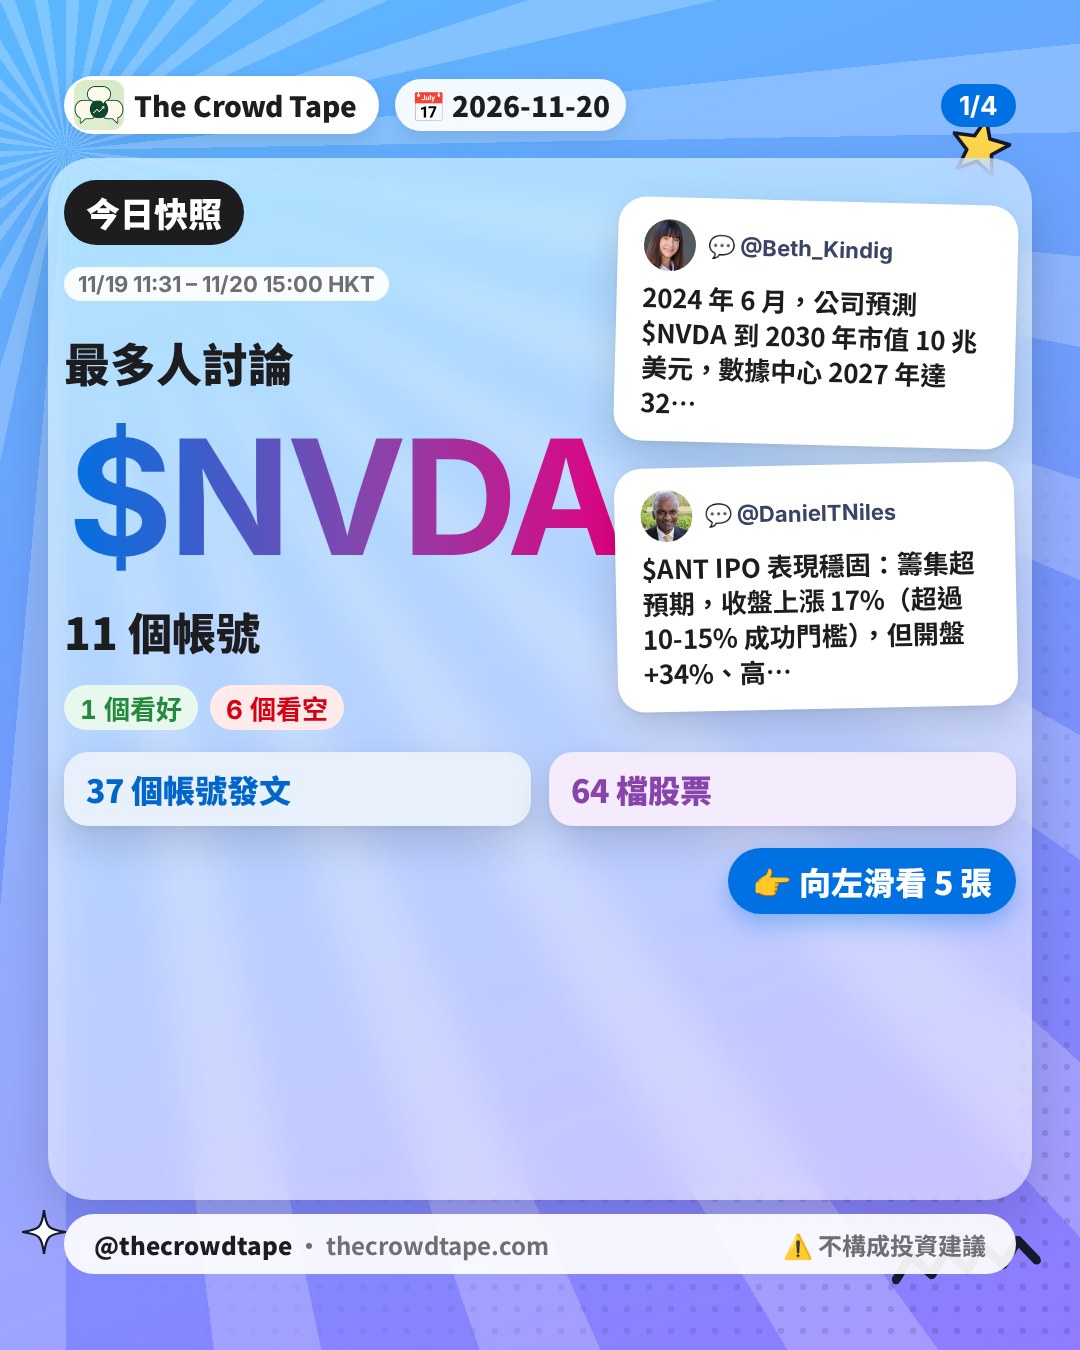 The Crowd Tape
📅 2026-11-20
1/4
今日快照
11/19 11:31 – 11/20 15:00 HKT
最多人討論
$NVDA
11 個帳號
1 個看好
6 個看空
💬 @Beth_Kindig
2024 年 6 月，公司預測
$NVDA 到 2030 年市值 10 兆
美元，數據中心 2027 年達
32…
💬 @DanielTNiles
$ANT IPO 表現穩固：籌集超
預期，收盤上漲 17%（超過
10-15% 成功門檻），但開盤
+34%、高…
37 個帳號發文
64 檔股票
👉 向左滑看 5 張
@thecrowdtape • thecrowdtape.com
⚠️ 不構成投資建議